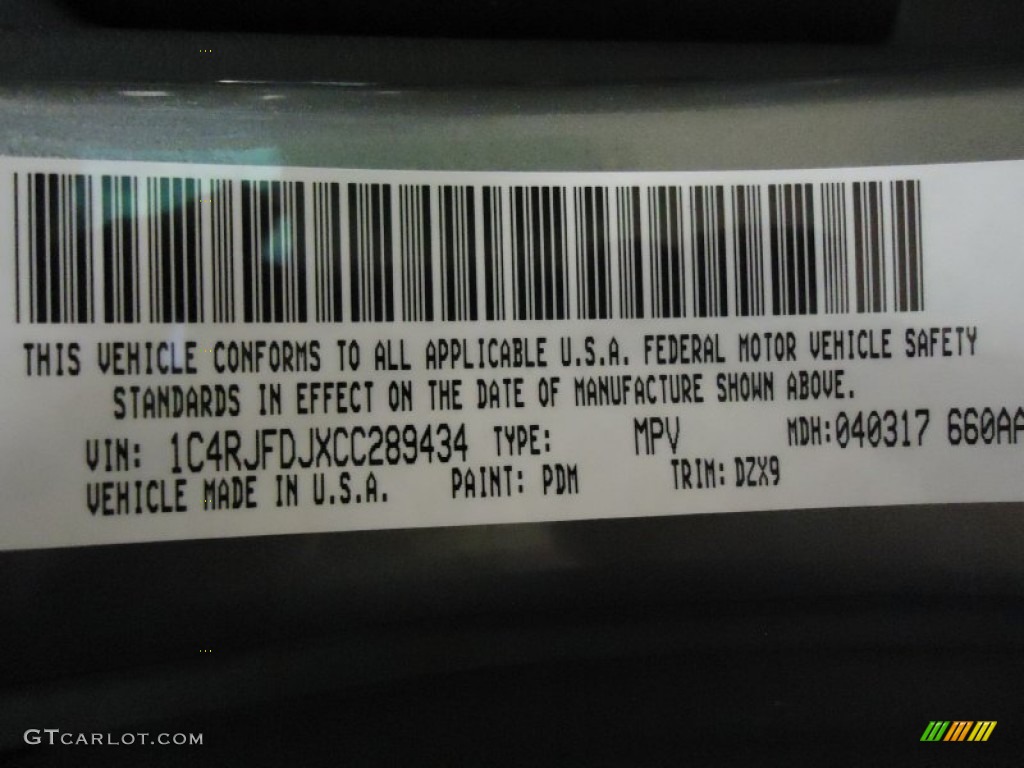 THIS VEHICLE CONFORMS TO ALL APPLICABLE U.S.A. FEDERAL MOTOR VEHICLE SAFETY
STANDARDS IN EFFECT ON THE DATE OF MANUFACTURE SHOWN ABOVE.
VIN: 1C4RJFDJXCC289434 TYPE: MPV MDH:040317 660AA
VEHICLE MADE IN U.S.A. PAINT: PDM TRIM: DZX9
GTCARLOT.COM